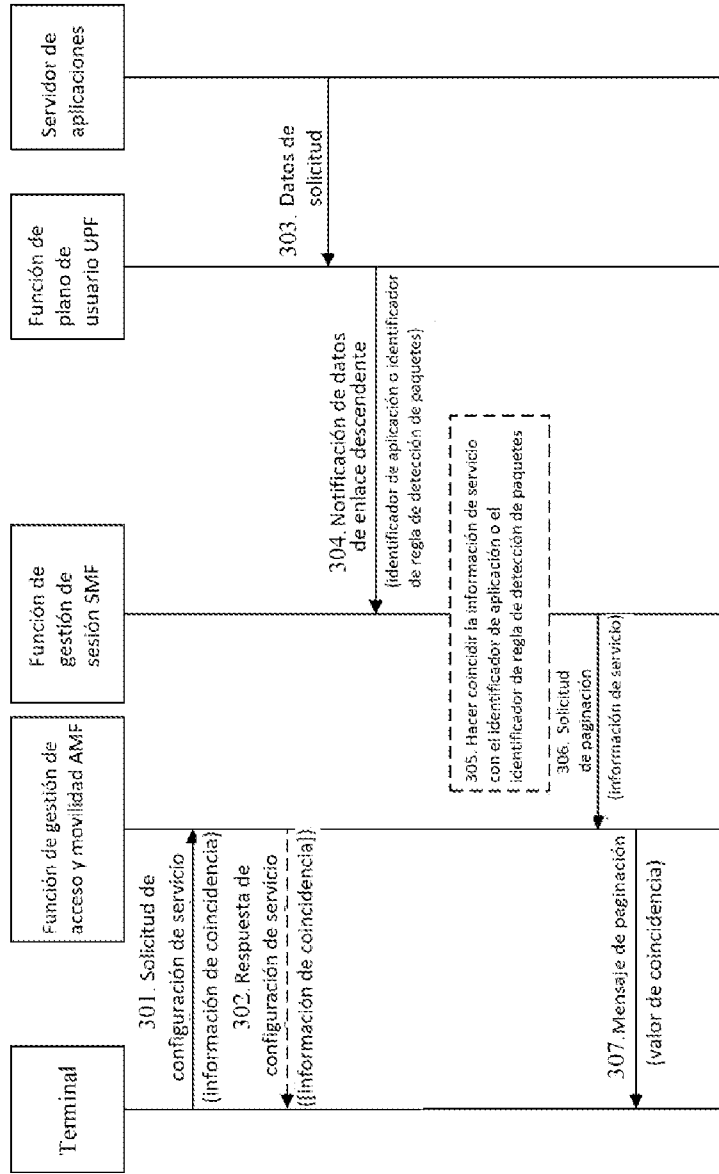 Terminal
Función de gestión de
acceso y movilidad AMF
Función de
gestión de
sesión SMF
Función de
plano de
usuario UPF
Servidor de
aplicaciones
301. Solicitud de
configuración de servicio
(información de coincidencia)
302. Respuesta de
configuración de servicio
([información de coincidencia])
303. Datos de
solicitud
304. Notificación de datos
de enlace descendente
(identificador de aplicación o identificador
de regla de detección de paquetes)
305. Hacer coincidir la información de servicio
con el identificador de aplicación o el
identificador de regla de detección de paquetes
306. Solicitud
de paginación
(información de servicio)
307. Mensaje de paginación
(valor de coincidencia)